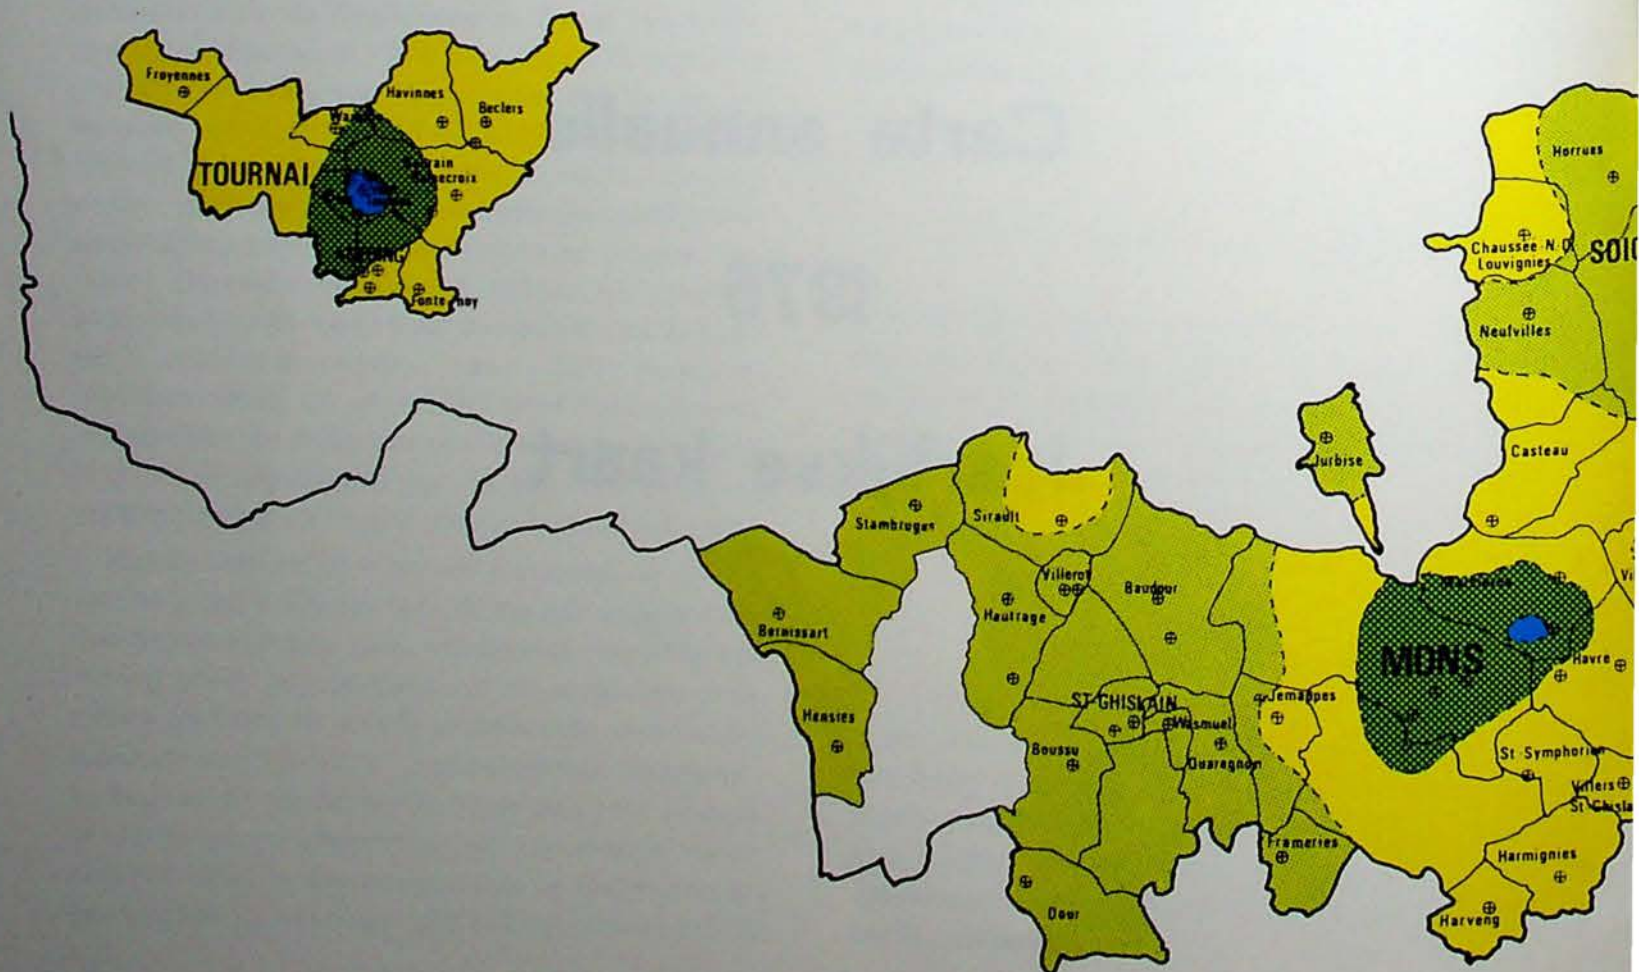 Froyennes
Havinnes
Beclers
TOURNAI
Fontenoy
Horrues
Chaussée N.D.
Louvignies
Neufvilles
Casteau
Jurbise
Sirault
Stambruges
Villerot
Baudour
Hautrage
Bernissart
MONS
Havre
Jemappes
ST-GHISLAIN
Wasmuel
Hensies
Boussu
Quaregnon
St Symphorien
Villers
Frameries
Harmignies
Dour
Harveng